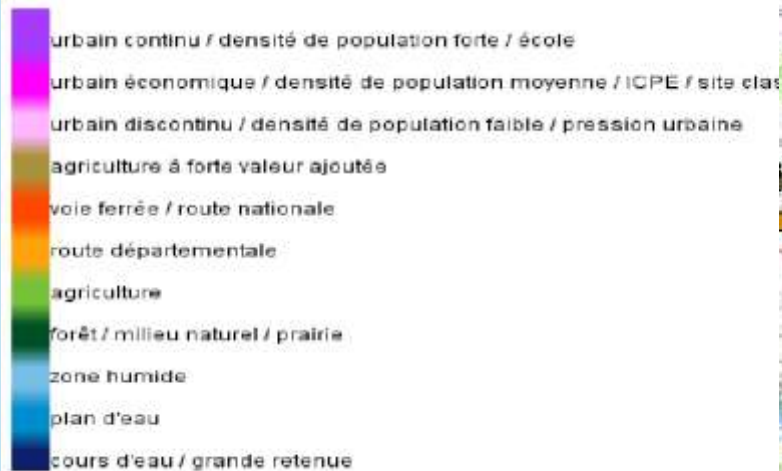 urbain continu / densité de population forte / école
urbain économique / densité de population moyenne / ICPE / site clas
urbain discontinu / densité de population faible / pression urbaine
agriculture á forte valeur ajoutée
voie ferrée / route nationale
route départementale
agriculture
forêt / milieu naturel / prairie
zone humide
plan d'eau
cours d'eau / grande retenue